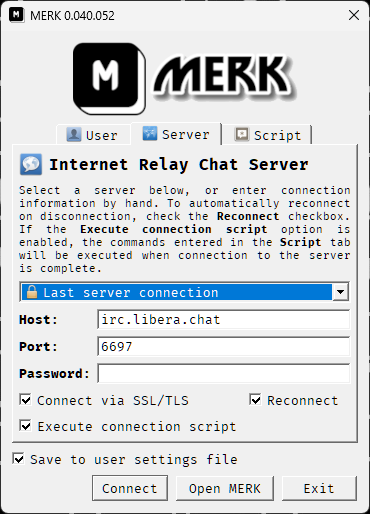 MERK 0.040.052
M MERK
User Server Script
Internet Relay Chat Server
Select a server below, or enter connection
information by hand. To automatically reconnect
on disconnection, check the Reconnect checkbox.
If the Execute connection script option is
enabled, the commands entered in the Script tab
will be executed when connection to the server
is complete.
Last server connection
Host: irc.libera.chat
Port: 6697
Password:
Connect via SSL/TLS Reconnect
Execute connection script
Save to user settings file
Connect Open MERK Exit